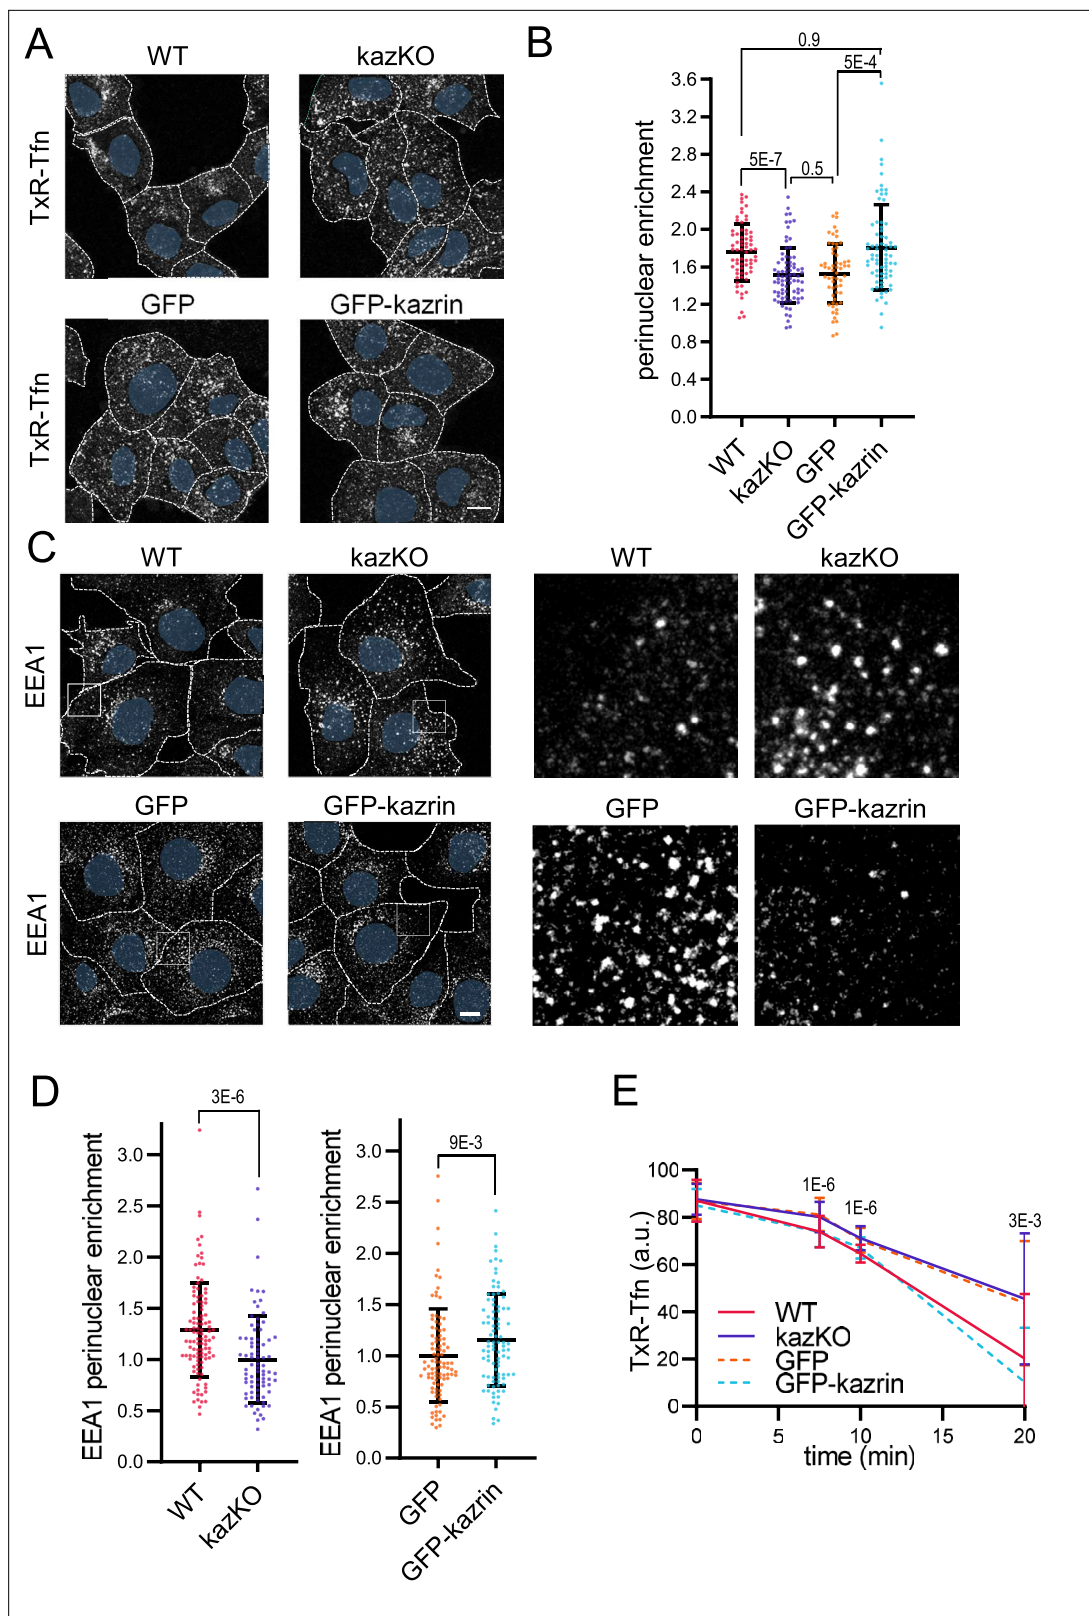 A
WT
kazKO
TxR-Tfn
GFP
GFP-kazrin
TxR-Tfn
B
0.9
5E-4
5E-7
0.5
perinuclear enrichment
3.6
3.2
2.8
2.4
2.0
1.6
1.2
0.8
0.4
0.0
WT
kazKO
GFP
GFP-kazrin
C
WT
kazKO
WT
kazKO
EEA1
GFP
GFP-kazrin
GFP
GFP-kazrin
EEA1
D
3E-6
EEA1 perinuclear enrichment
3.0
2.5
2.0
1.5
1.0
0.5
0.0
WT
kazKO
9E-3
EEA1 perinuclear enrichment
3.0
2.5
2.0
1.5
1.0
0.5
0.0
GFP
GFP-kazrin
E
1E-6
1E-6
3E-3
TxR-Tfn (a.u.)
100
80
60
40
20
0
WT
kazKO
GFP
GFP-kazrin
0
5
10
15
20
time (min)